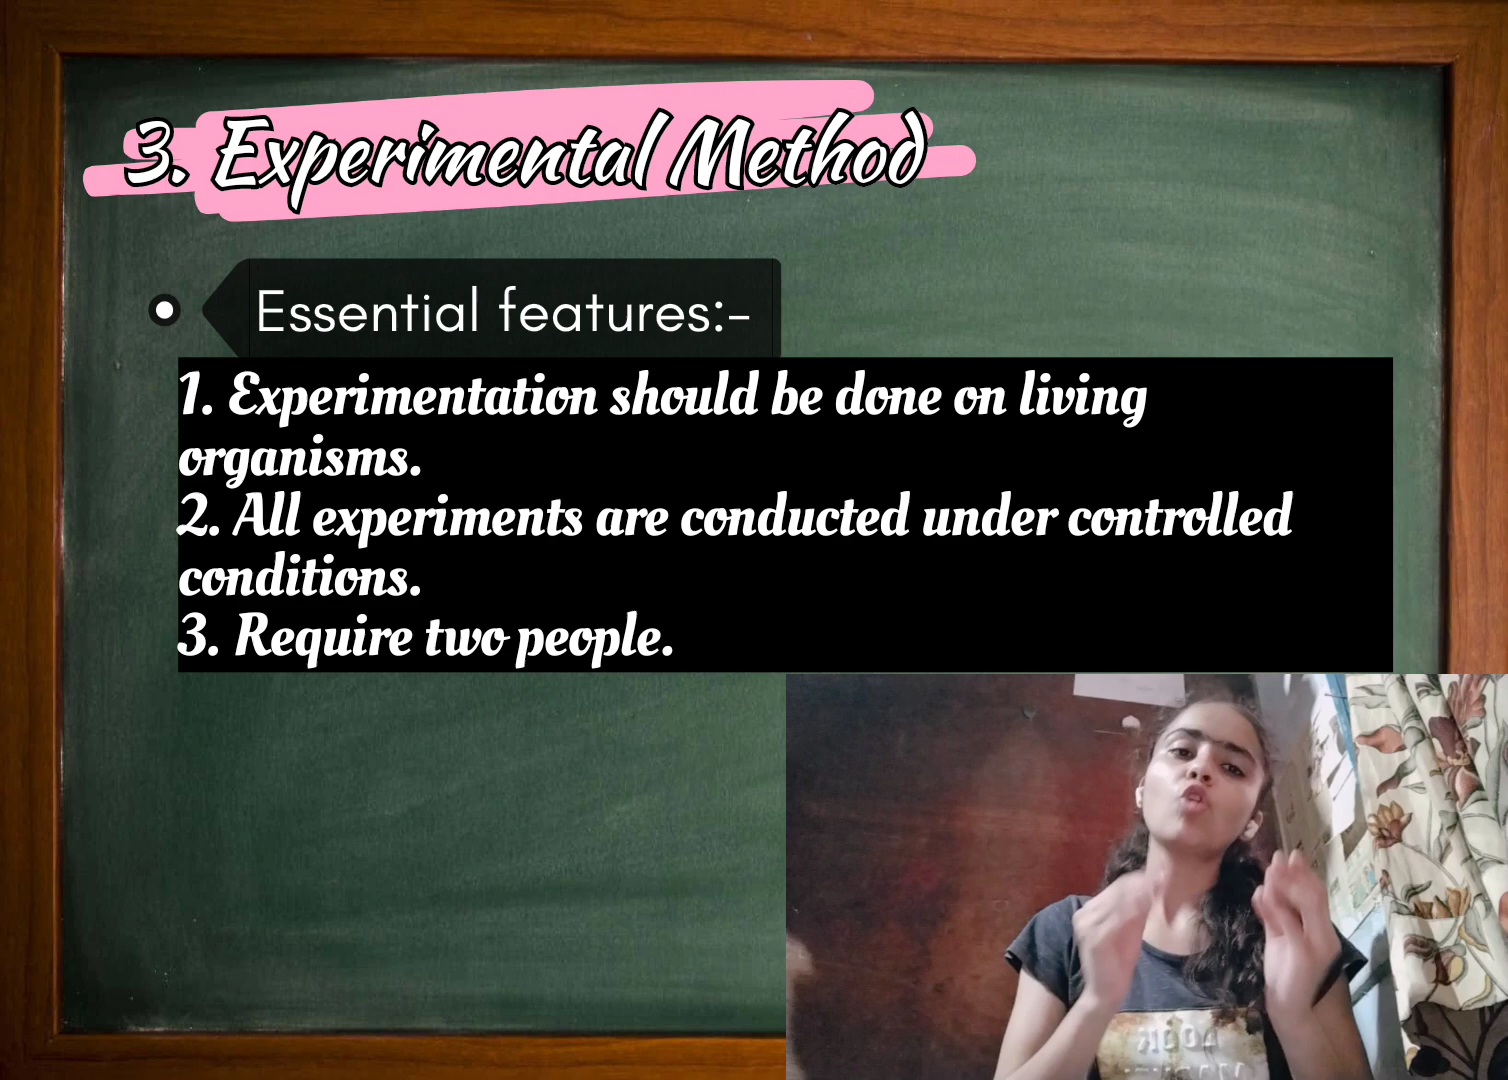 3. Experimental Method
Essential features:-
1. Experimentation should be done on living
organisms.
2. All experiments are conducted under controlled
conditions.
3. Require two people.